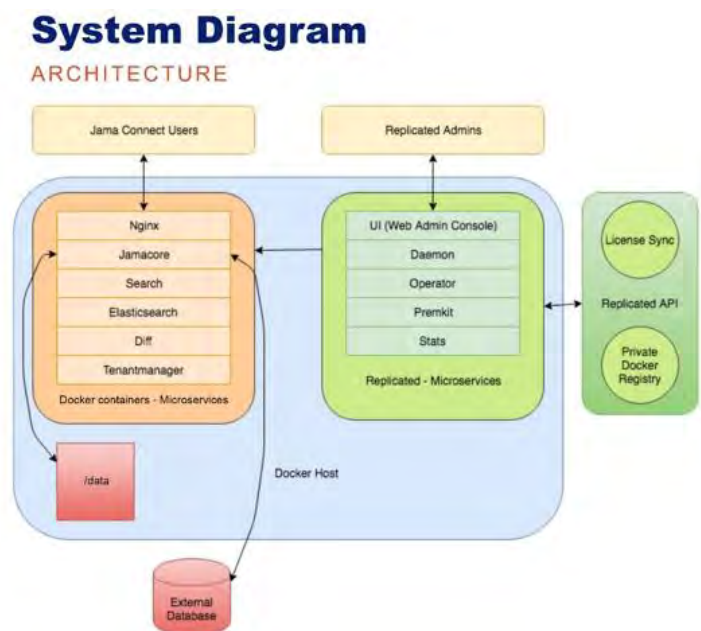 System Diagram
ARCHITECTURE
Jama Connect Users
Replicated Admins
Nginx
Jamacore
Search
Elasticsearch
Diff
Tenantmanager
Docker containers - Microservices
UI (Web Admin Console)
Daemon
Operator
Premkit
Stats
Replicated - Microservices
License Sync
Replicated API
Private
Docker
Registry
/data
Docker Host
External
Database